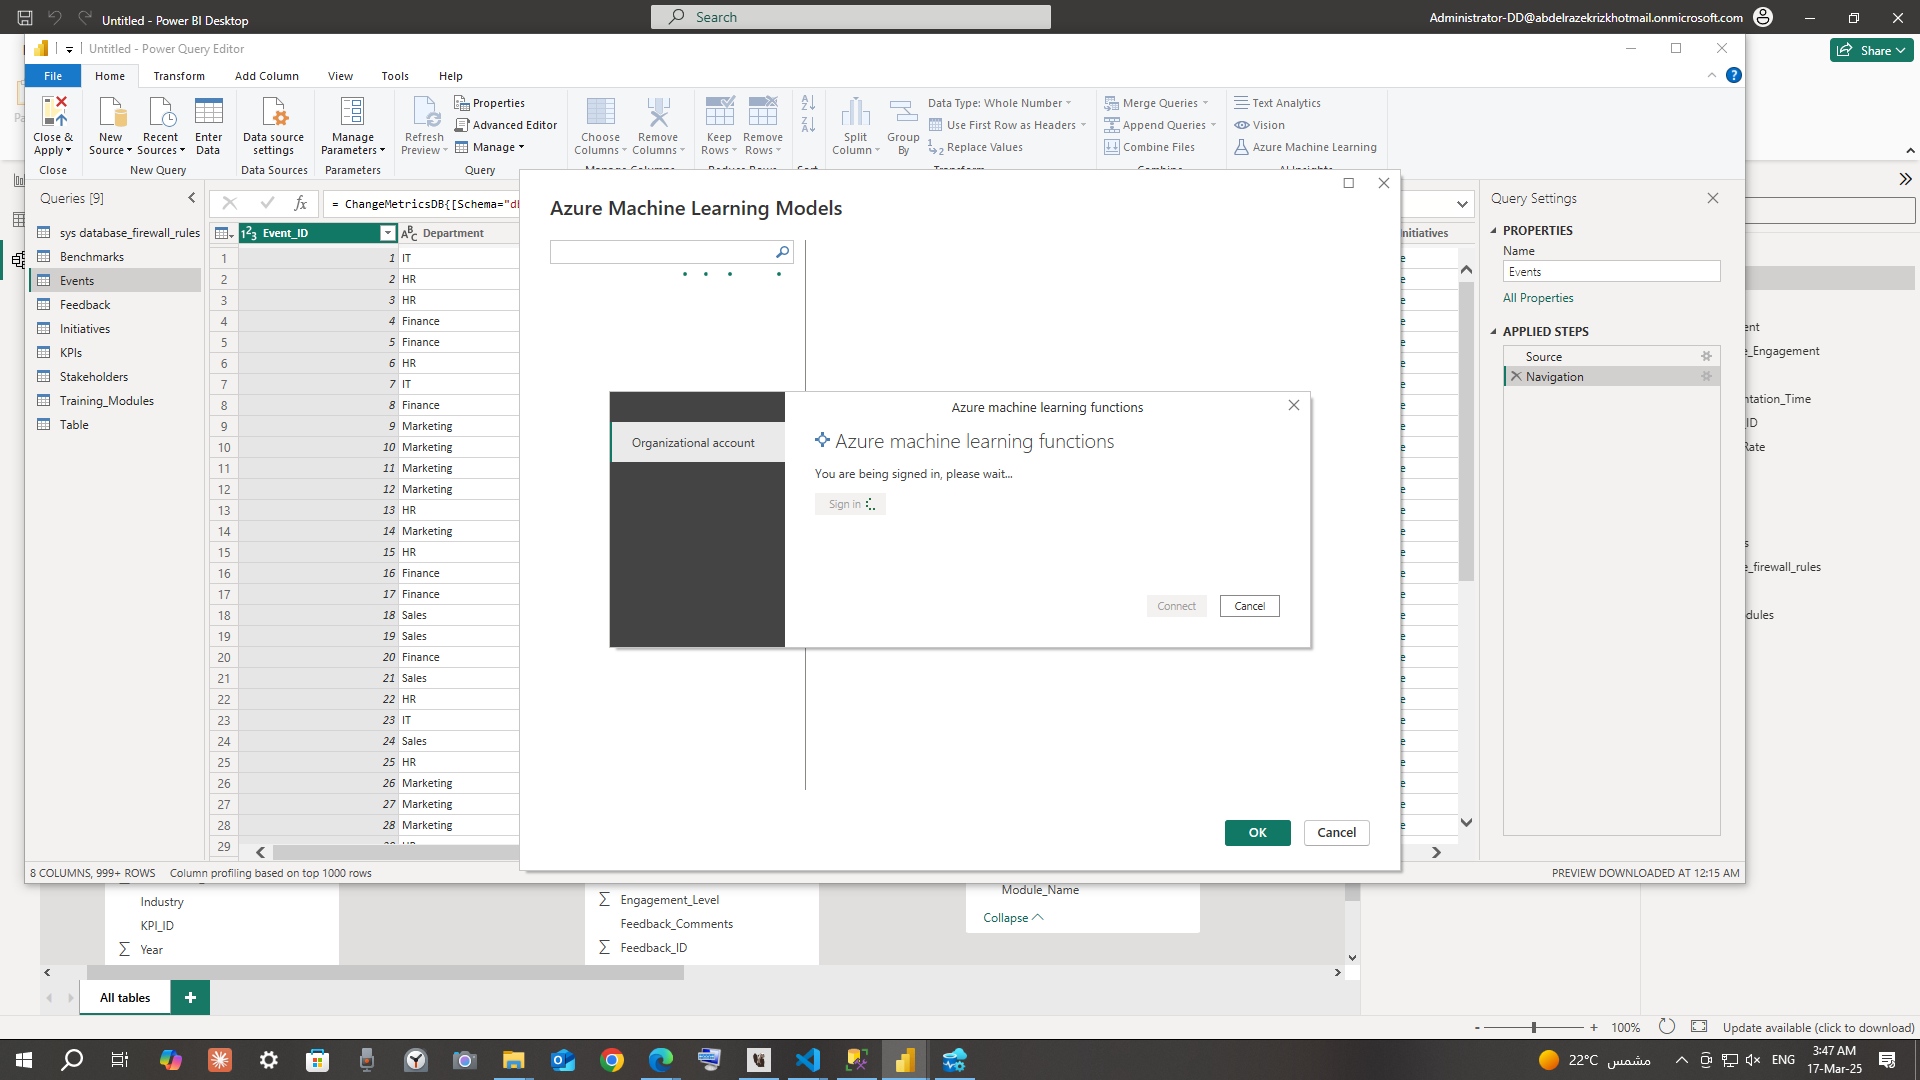 Untitled - Power BI Desktop
Search
Administrator-DD@abdelrazekrizkhotmail.onmicrosoft.com
Untitled - Power Query Editor
Share
File
Home
Transform
Add Column
View
Tools
Help
Close & Apply
New Source
Recent Sources
Enter Data
Data source settings
Manage Parameters
Refresh Preview
Properties
Advanced Editor
Manage
Choose Columns
Remove Columns
Keep Rows
Remove Rows
Split Column
Group By
Data Type: Whole Number
Use First Row as Headers
Replace Values
Merge Queries
Append Queries
Combine Files
Text Analytics
Vision
Azure Machine Learning
Close
New Query
Data Sources
Parameters
Query
Queries [9]
sys database_firewall_rules
Benchmarks
Events
Feedback
Initiatives
KPIs
Stakeholders
Training_Modules
Table
fx
= ChangeMetricsDB{[Schema="d
Event_ID
Department
Initiatives
1 1 IT
2 2 HR
3 3 HR
4 4 Finance
5 5 Finance
6 6 HR
7 7 IT
8 8 Finance
9 9 Marketing
10 10 Marketing
11 11 Marketing
12 12 Marketing
13 13 HR
14 14 Marketing
15 15 HR
16 16 Finance
17 17 Finance
18 18 Sales
19 19 Sales
20 20 Finance
21 21 Sales
22 22 HR
23 23 IT
24 24 Sales
25 25 HR
26 26 Marketing
27 27 Marketing
28 28 Marketing
29
Azure Machine Learning Models
Azure machine learning functions
Organizational account
Azure machine learning functions
You are being signed in, please wait...
Sign in
Connect
Cancel
OK
Cancel
Query Settings
PROPERTIES
Name
Events
All Properties
APPLIED STEPS
Source
Navigation
ent
e_Engagement
ntation_Time
_ID
Rate
s
e_firewall_rules
dules
8 COLUMNS, 999+ ROWS
Column profiling based on top 1000 rows
PREVIEW DOWNLOADED AT 12:15 AM
Industry
KPI_ID
Year
Engagement_Level
Feedback_Comments
Feedback_ID
Module_Name
Collapse
All tables
100%
Update available (click to download)
22°C
مشمس
ENG
3:47 AM
17-Mar-25